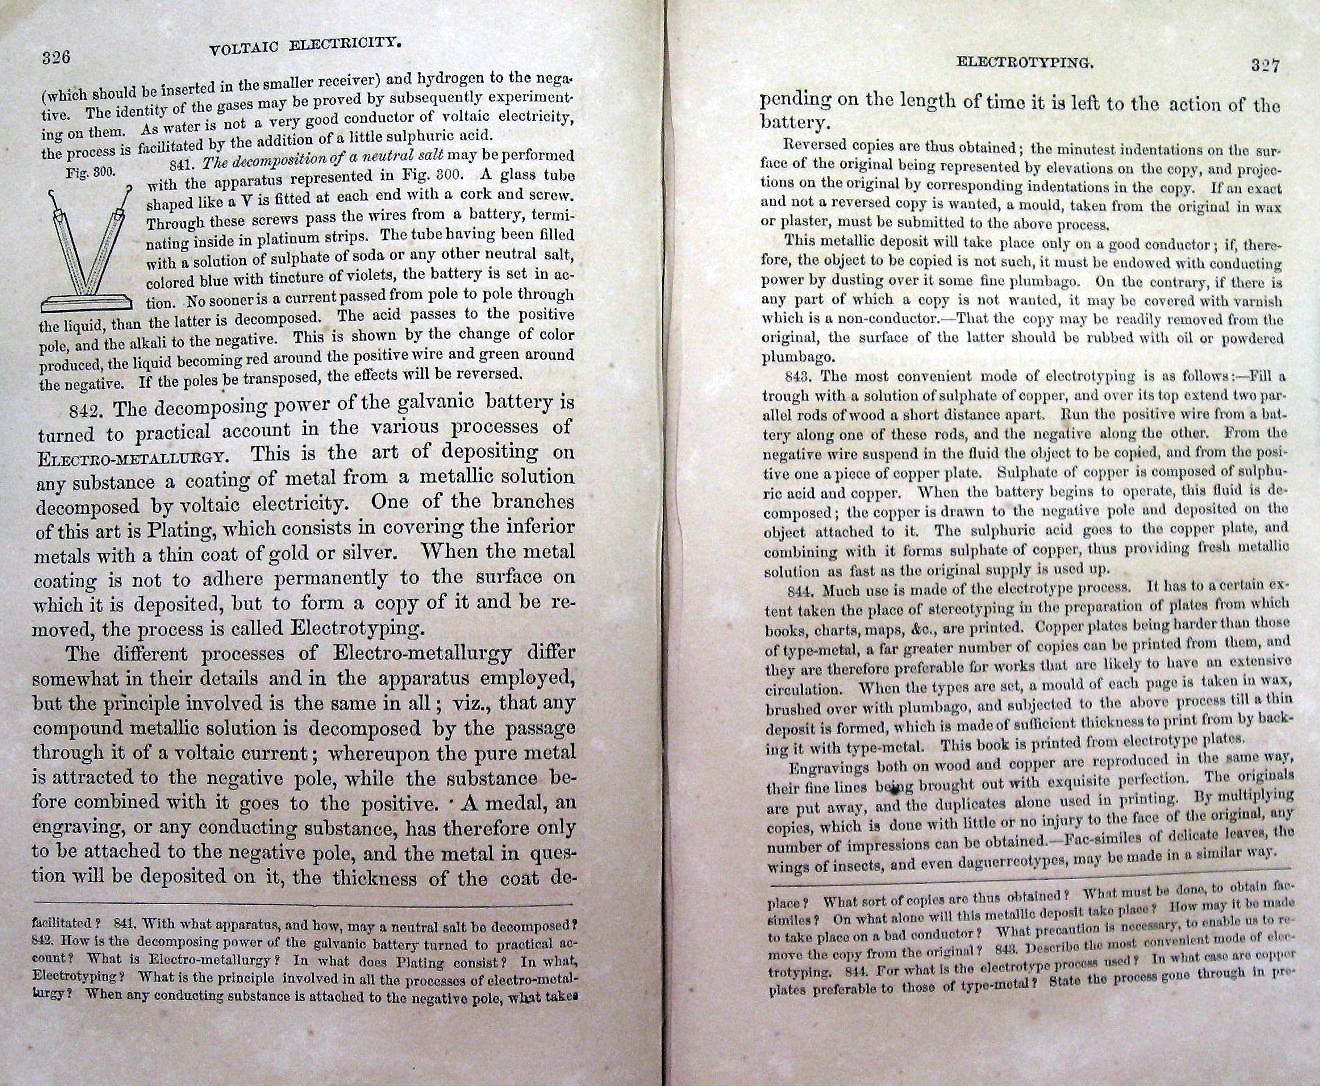 326
VOLTAIC ELECTRICITY.
(which should be inserted in the smaller receiver) and hydrogen to the nega-
tive. The identity of the gases may be proved by subsequently experiment-
ing on them. As water is not a very good conductor of voltaic electricity,
the process is facilitated by the addition of a little sulphuric acid.
Fig. 300.
841. The decomposition of a neutral salt may be performed
with the apparatus represented in Fig. 300. A glass tube
shaped like a V is fitted at each end with a cork and screw.
Through these screws pass the wires from a battery, termi-
nating inside in platinum strips. The tube having been filled
with a solution of sulphate of soda or any other neutral salt,
colored blue with tincture of violets, the battery is set in ac-
tion. No sooner is a current passed from pole to pole through
the liquid, than the latter is decomposed. The acid passes to the positive
pole, and the alkali to the negative. This is shown by the change of color
produced, the liquid becoming red around the positive wire and green around
the negative. If the poles be transposed, the effects will be reversed.
842. The decomposing power of the galvanic battery is
turned to practical account in the various processes of
ELECTRO-METALLURGY. This is the art of depositing on
any substance a coating of metal from a metallic solution
decomposed by voltaic electricity. One of the branches
of this art is Plating, which consists in covering the inferior
metals with a thin coat of gold or silver. When the metal
coating is not to adhere permanently to the surface on
which it is deposited, but to form a copy of it and be re-
moved, the process is called Electrotyping.
The different processes of Electro-metallurgy differ
somewhat in their details and in the apparatus employed,
but the principle involved is the same in all; viz., that any
compound metallic solution is decomposed by the passage
through it of a voltaic current; whereupon the pure metal
is attracted to the negative pole, while the substance be-
fore combined with it goes to the positive. A medal, an
engraving, or any conducting substance, has therefore only
to be attached to the negative pole, and the metal in ques-
tion will be deposited on it, the thickness of the coat de-
facilitated? 841. With what apparatus, and how, may a neutral salt be decomposed?
842. How is the decomposing power of the galvanic battery turned to practical ac-
count? What is Electro-metallurgy? In what does Plating consist? In what,
Electrotyping? What is the principle involved in all the processes of electro-metal-
lurgy? When any conducting substance is attached to the negative pole, what takes
ELECTROTYPING.
327
pending on the length of time it is left to the action of the
battery.
Reversed copies are thus obtained; the minutest indentations on the sur-
face of the original being represented by elevations on the copy, and projec-
tions on the original by corresponding indentations in the copy. If an exact
and not a reversed copy is wanted, a mould, taken from the original in wax
or plaster, must be submitted to the above process.
This metallic deposit will take place only on a good conductor; if, there-
fore, the object to be copied is not such, it must be endowed with conducting
power by dusting over it some fine plumbago. On the contrary, if there is
any part of which a copy is not wanted, it may be covered with varnish
which is a non-conductor.—That the copy may be readily removed from the
original, the surface of the latter should be rubbed with oil or powdered
plumbago.
843. The most convenient mode of electrotyping is as follows:—Fill a
trough with a solution of sulphate of copper, and over its top extend two par-
allel rods of wood a short distance apart. Run the positive wire from a bat-
tery along one of these rods, and the negative along the other. From the
negative wire suspend in the fluid the object to be copied, and from the posi-
tive one a piece of copper plate. Sulphate of copper is composed of sulphu-
ric acid and copper. When the battery begins to operate, this fluid is de-
composed; the copper is drawn to the negative pole and deposited on the
object attached to it. The sulphuric acid goes to the copper plate, and
combining with it forms sulphate of copper, thus providing fresh metallic
solution as fast as the original supply is used up.
844. Much use is made of the electrotype process. It has to a certain ex-
tent taken the place of stereotyping in the preparation of plates from which
books, charts, maps, &c., are printed. Copper plates being harder than those
of type-metal, a far greater number of copies can be printed from them, and
they are therefore preferable for works that are likely to have an extensive
circulation. When the types are set, a mould of each page is taken in wax,
brushed over with plumbago, and subjected to the above process till a thin
deposit is formed, which is made of sufficient thickness to print from by back-
ing it with type-metal. This book is printed from electrotype plates.
Engravings both on wood and copper are reproduced in the same way,
their fine lines being brought out with exquisite perfection. The originals
are put away, and the duplicates alone used in printing. By multiplying
copies, which is done with little or no injury to the face of the original, any
number of impressions can be obtained.—Fac-similes of delicate leaves, the
wings of insects, and even daguerreotypes, may be made in a similar way.
place? What sort of copies are thus obtained? What must be done, to obtain fac-
similes? On what alone will this metallic deposit take place? How may it be made
to take place on a bad conductor? What precaution is necessary, to enable us to re-
move the copy from the original? 843. Describe the most convenient mode of elec-
trotyping. 844. For what is the electrotype process used? In what case are copper
plates preferable to those of type-metal? State the process gone through in pre-